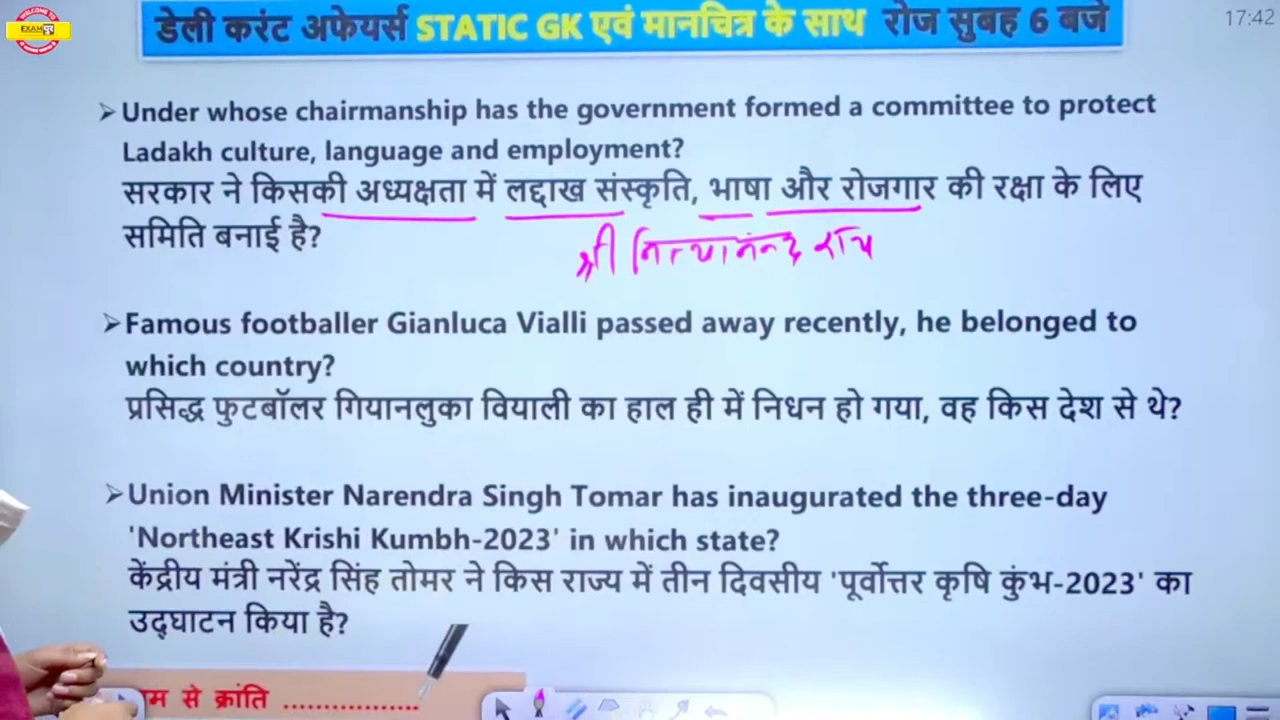 WELCOME TO
EXAM
डेली करंट अफेयर्स STATIC GK एवं मानचित्र के साथ रोज सुबह 6 बजे
17:42
Under whose chairmanship has the government formed a committee to protect
Ladakh culture, language and employment?
सरकार ने किसकी अध्यक्षता में लद्दाख संस्कृति, भाषा और रोजगार की रक्षा के लिए
समिति बनाई है?
श्री नित्यानन्द राय
Famous footballer Gianluca Vialli passed away recently, he belonged to
which country?
प्रसिद्ध फुटबॉलर गियानलुका वियाली का हाल ही में निधन हो गया, वह किस देश से थे?
Union Minister Narendra Singh Tomar has inaugurated the three-day
'Northeast Krishi Kumbh-2023' in which state?
केंद्रीय मंत्री नरेंद्र सिंह तोमर ने किस राज्य में तीन दिवसीय 'पूर्वोत्तर कृषि कुंभ-2023' का
उद्घाटन किया है?
से क्रांति ................